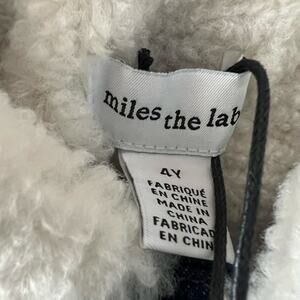 miles the lab
4Y
FABRIQUÉ
EN CHINE
MADE IN
CHINA
FABRICAD
EN CHIN